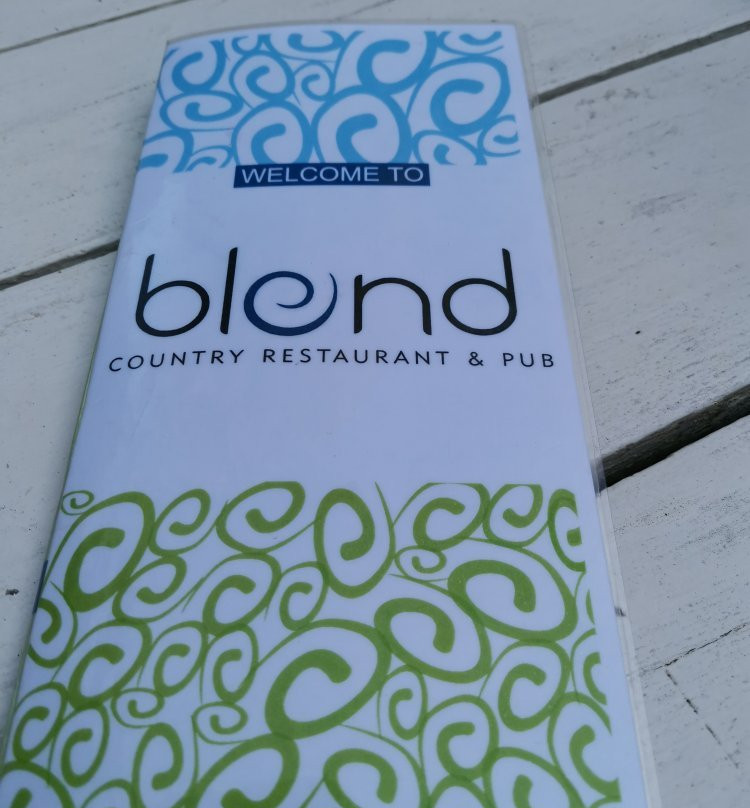 WELCOME TO
blend
COUNTRY RESTAURANT & PUB